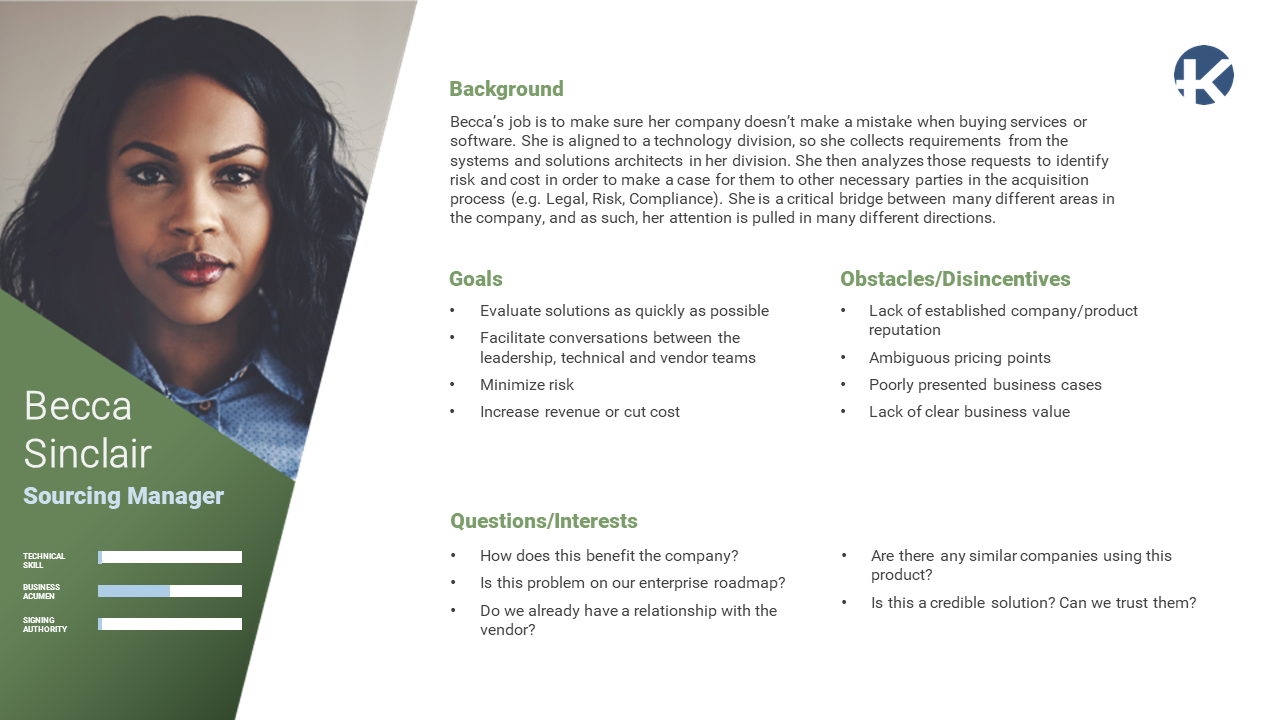 Background
Becca’s job is to make sure her company doesn’t make a mistake when buying services or
software. She is aligned to a technology division, so she collects requirements from the
systems and solutions architects in her division. She then analyzes those requests to identify
risk and cost in order to make a case for them to other necessary parties in the acquisition
process (e.g. Legal, Risk, Compliance). She is a critical bridge between many different areas in
the company, and as such, her attention is pulled in many different directions.
Goals
• Evaluate solutions as quickly as possible
• Facilitate conversations between the
leadership, technical and vendor teams
• Minimize risk
• Increase revenue or cut cost
Obstacles/Disincentives
• Lack of established company/product
reputation
• Ambiguous pricing points
• Poorly presented business cases
• Lack of clear business value
Becca
Sinclair
Sourcing Manager
TECHNICAL
SKILL
BUSINESS
ACUMEN
SIGNING
AUTHORITY
Questions/Interests
• How does this benefit the company?
• Is this problem on our enterprise roadmap?
• Do we already have a relationship with the
vendor?
• Are there any similar companies using this
product?
• Is this a credible solution? Can we trust them?
K